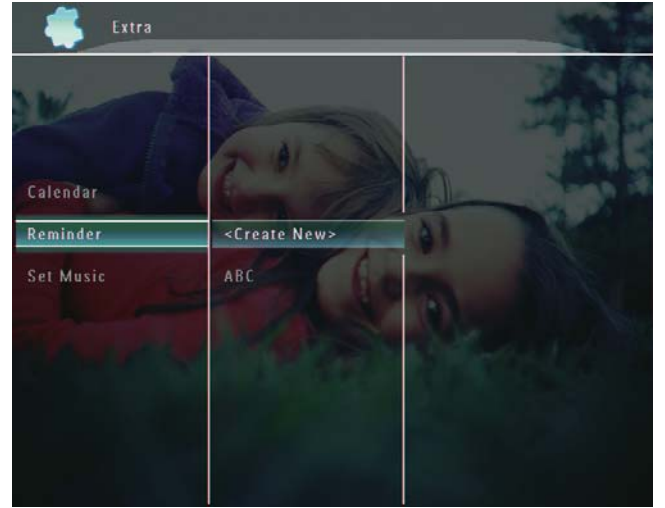 Extra
Calendar
Reminder
<Create New>
Set Music
ABC